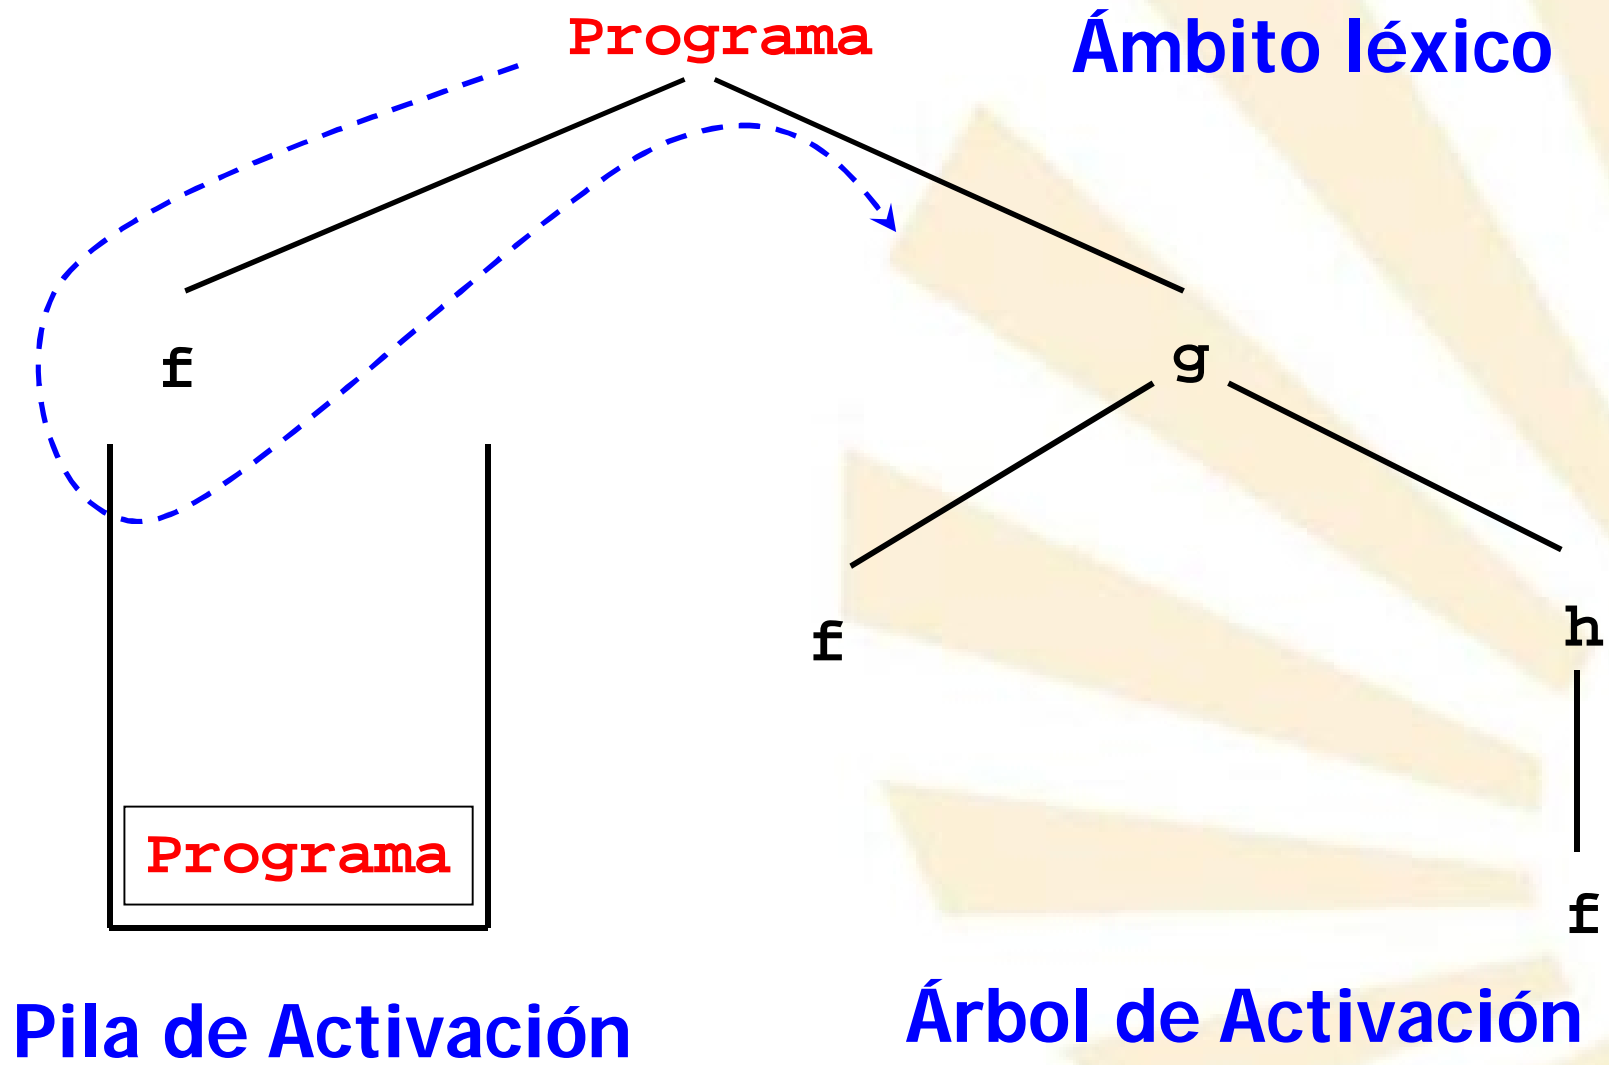 Programa
Ámbito léxico
f
g
f
h
Programa
f
Pila de Activación
Árbol de Activación